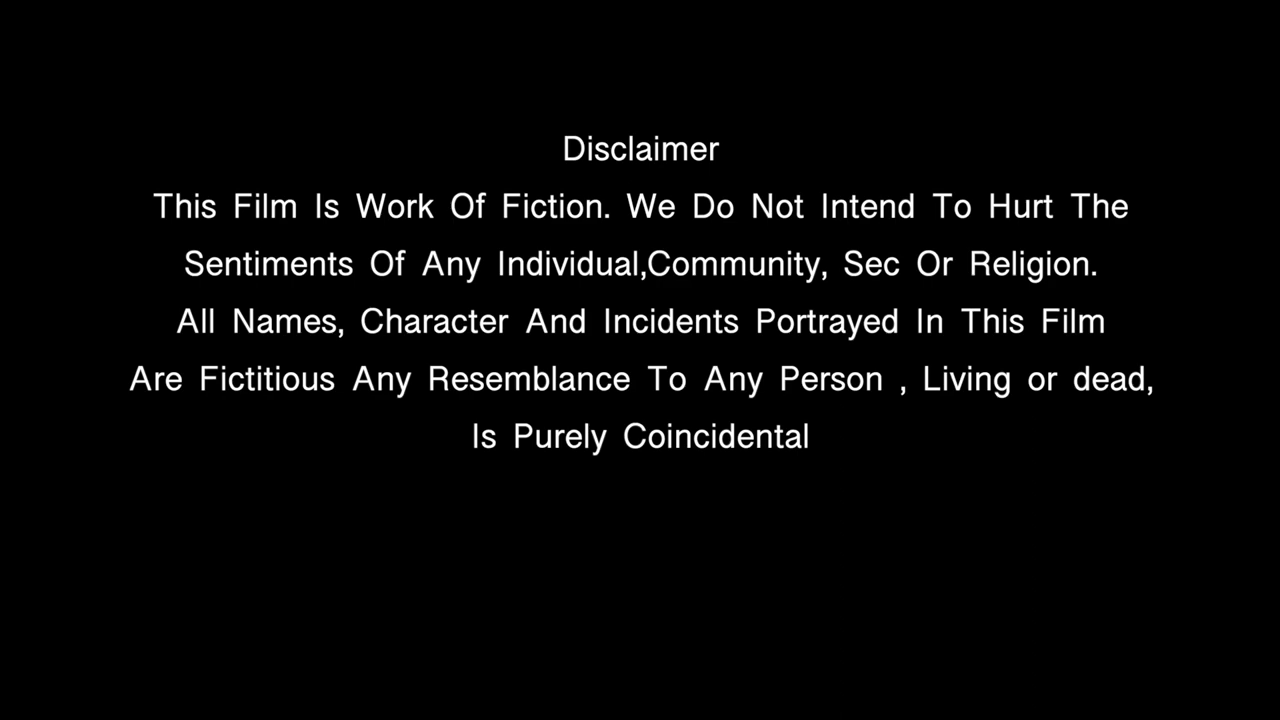 Disclaimer
This Film Is Work Of Fiction. We Do Not Intend To Hurt The
Sentiments Of Any Individual,Community, Sec Or Religion.
All Names, Character And Incidents Portrayed In This Film
Are Fictitious Any Resemblance To Any Person , Living or dead,
Is Purely Coincidental